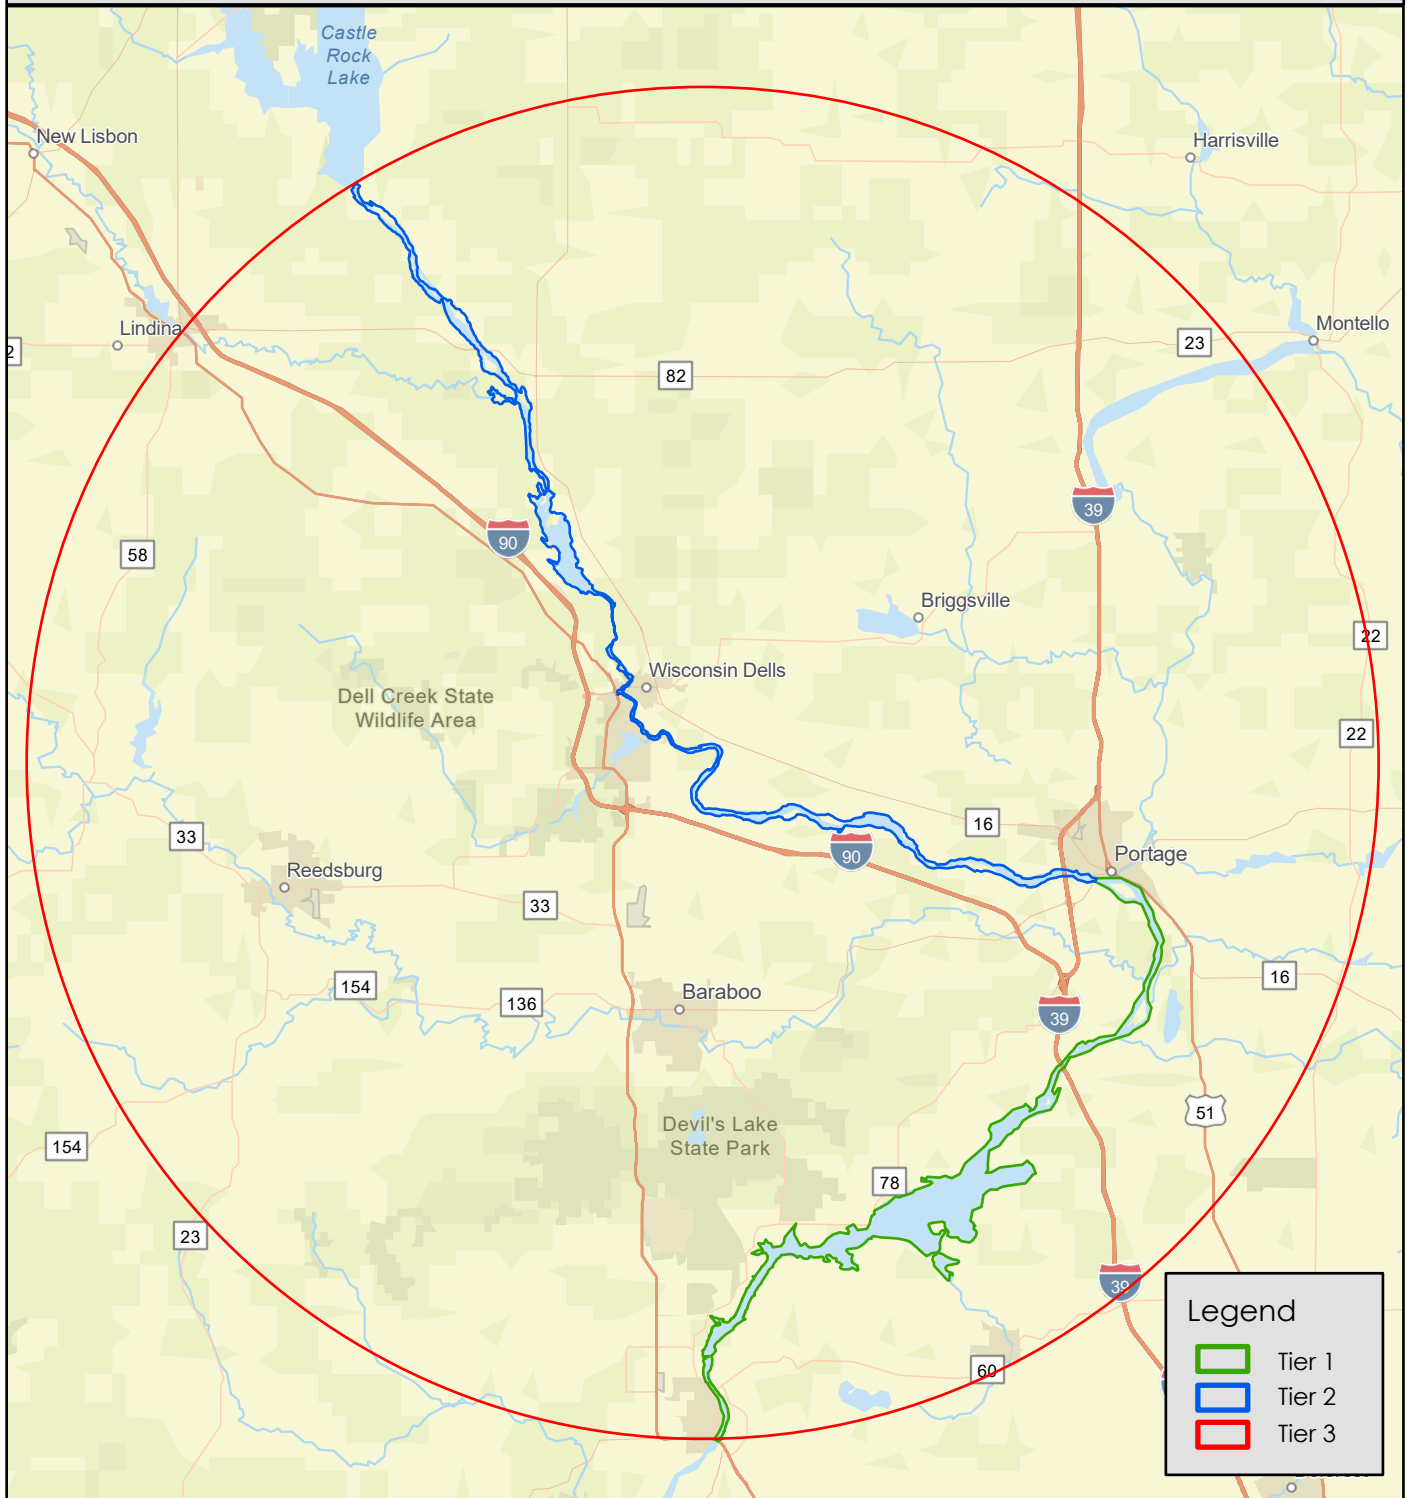 Castle
Rock
Lake
New Lisbon
Harrisville
Lindina
Montello
23
2
82
39
90
58
Briggsville
22
Wisconsin Dells
Dell Creek State
Wildlife Area
22
16
33
90
Portage
Reedsburg
33
154
136
Baraboo
16
39
51
Devil's Lake
State Park
154
78
23
39
60
Legend
Tier 1
Tier 2
Tier 3